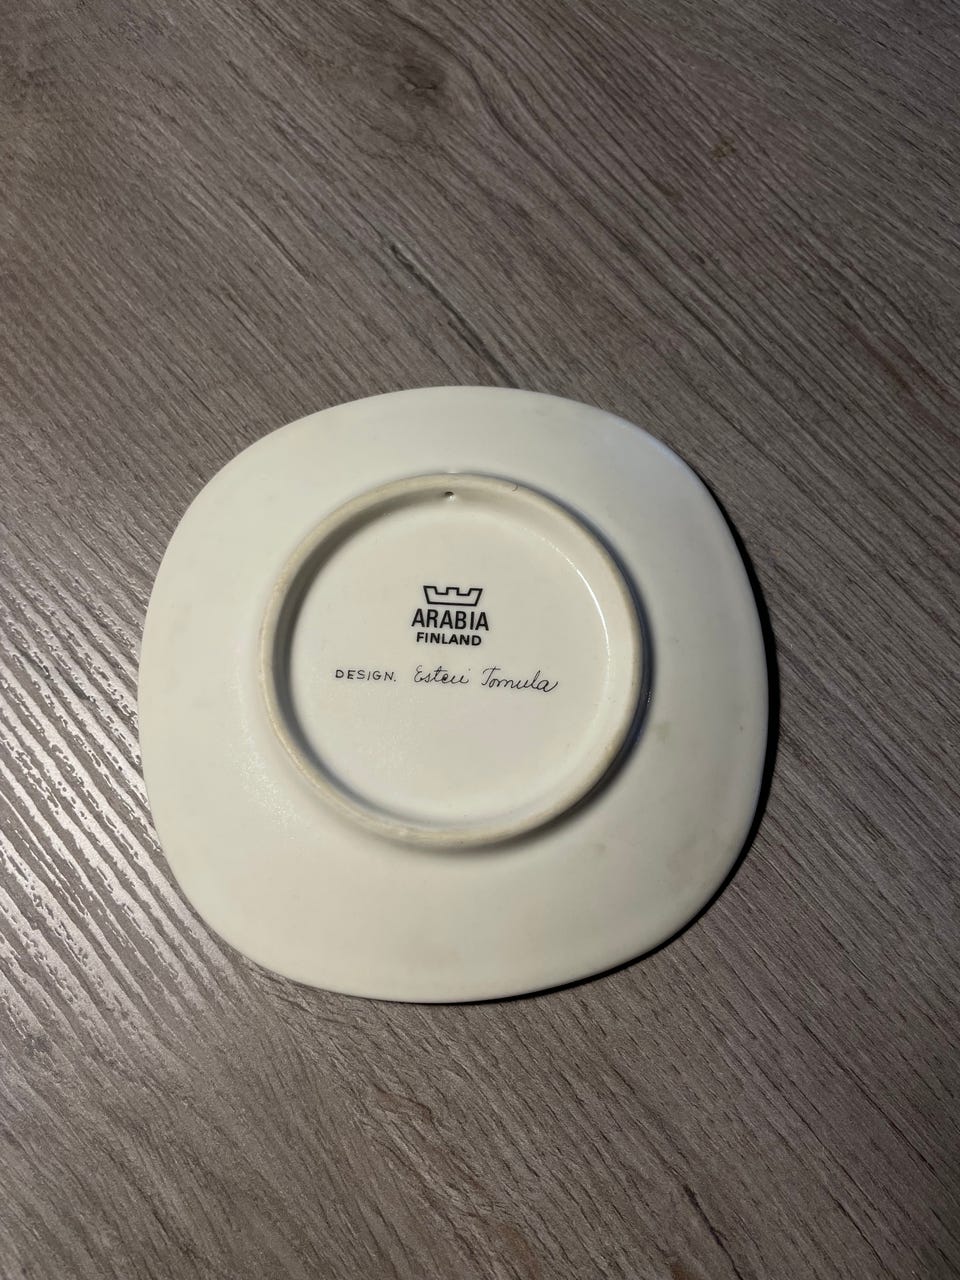 ARABIA
FINLAND
DESIGN. Esteri Tomula